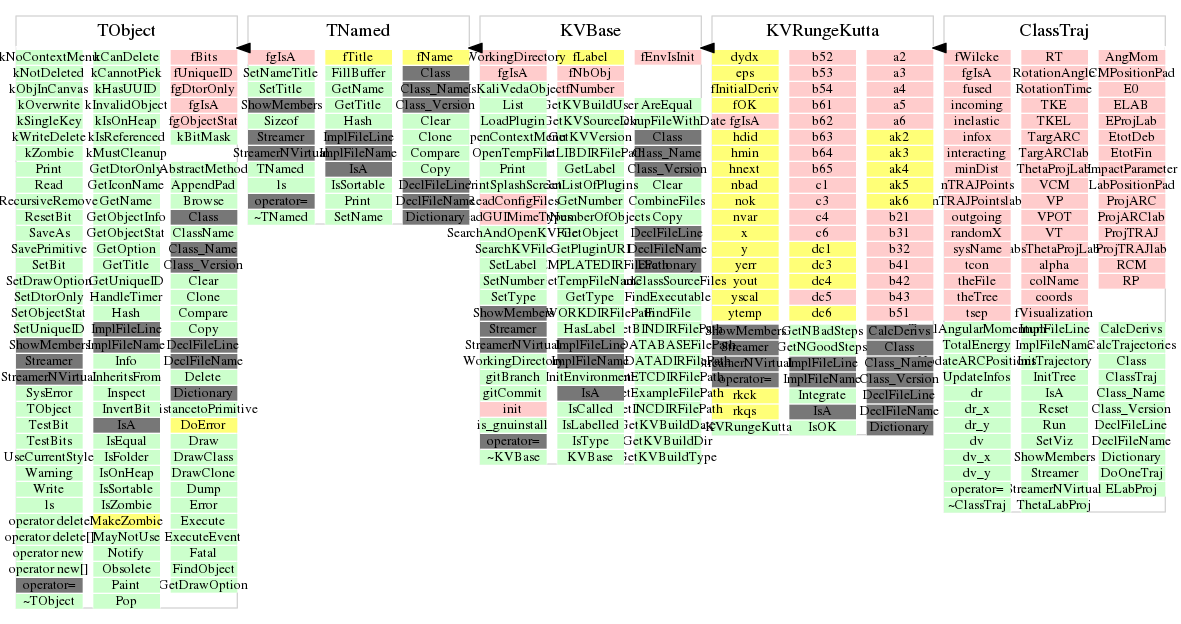 TObject
kNoContextMenu kCanDelete fBits
kNotDeleted kCannotPick fUniqueID
kObjInCanvas kHasUUID fgDtorOnly
kOverwrite kInvalidObject fgIsA
kSingleKey kIsOnHeap fgObjectStat
kWriteDelete kIsReferenced kBitMask
kZombie kMustCleanup
Print GetDtorOnly AbstractMethod
Read GetIconName AppendPad
RecursiveRemove GetName Browse
ResetBit GetObjectInfo Class
SaveAs GetObjectStat ClassName
SavePrimitive GetOption Class_Name
SetBit GetTitle Class_Version
SetDrawOption GetUniqueID Clear
SetDtorOnly HandleTimer Clone
SetObjectStat Hash Compare
SetUniqueID ImplFileLine Copy
ShowMembers ImplFileName DeclFileLine
Streamer Info DeclFileName
StreamerNVirtual InheritsFrom Delete
SysError Inspect Dictionary
TObject InvertBit DistancetoPrimitive
TestBit IsA DoError
TestBits IsEqual Draw
UseCurrentStyle IsFolder DrawClass
Warning IsOnHeap DrawClone
Write IsSortable Dump
ls IsZombie Error
operator delete MakeZombie Execute
operator delete[] MayNotUse ExecuteEvent
operator new Notify Fatal
operator new[] Obsolete FindObject
operator= Paint GetDrawOption
~TObject Pop
TNamed
fgIsA fTitle fName
SetNameTitle FillBuffer Class
SetTitle GetName Class_Name
ShowMembers GetTitle Class_Version
Sizeof Hash Clear
Streamer ImplFileLine Clone
StreamerNVirtual ImplFileName Compare
TNamed IsA Copy
ls IsSortable DeclFileLine
operator= Print DeclFileName
~TNamed SetName Dictionary
KVBase
WorkingDirectory fLabel fEnvIsInit
fgIsA fNbObj
IsKaliVedaObject fNumber
List GetKVBuildUser AreEqual
LoadPlugin GetKVSourceDir BackupFileWithDate
OpenContextMenu GetKVVersion Class
OpenTempFile GetLIBDIRFilePath Class_Name
Print GetLabel Class_Version
PrintSplashScreen GetListOfPlugins Clear
ReadConfigFiles GetNumber CombineFiles
ReadGUIMimeTypes GetNumberOfObjects Copy
SearchAndOpenKVFile GetObject DeclFileLine
SearchKVFile GetPluginURI DeclFileName
SetLabel GetTEMPLATEDIRFilePath Dictionary
SetNumber GetTempFileName FindClassSourceFiles
SetType GetType FindExecutable
ShowMembers GetWORKDIRFilePath FindFile
Streamer HasLabel GetBINDIRFilePath
StreamerNVirtual ImplFileLine GetDATABASEFilePath
WorkingDirectory ImplFileName GetDATADIRFilePath
gitBranch InitEnvironment GetETCDIRFilePath
gitCommit IsA GetExampleFilePath
init IsCalled GetINCDIRFilePath
is_gnuinstall IsLabelled GetKVBuildDate
operator= IsType GetKVBuildDir
~KVBase KVBase GetKVBuildType
KVRungeKutta
dydx b52 a2
eps b53 a3
fInitialDeriv b54 a4
fOK b61 a5
fgIsA b62 a6
hdid b63 ak2
hmin b64 ak3
hnext b65 ak4
nbad c1 ak5
nok c3 ak6
nvar c4 b21
x c6 b31
y dc1 b32
yerr dc3 b41
yout dc4 b42
yscal dc5 b43
ytemp dc6 b51
ShowMembers GetNBadSteps CalcDerivs
Streamer GetNGoodSteps Class
StreamerNVirtual ImplFileLine Class_Name
operator= ImplFileName Class_Version
rkck Integrate DeclFileLine
rkqs IsA DeclFileName
~KVRungeKutta IsOK Dictionary
ClassTraj
fWilcke RT AngMom
fgIsA RotationAngle CMPositionPad
fused RotationTime E0
incoming TKE ELAB
inelastic TKEL EProjLab
infox TargARC EtotDeb
interacting TargARClab EtotFin
minDist ThetaProjLab ImpactParameter
nTRAJPoints VCM LabPositionPad
nTRAJPointslab VP ProjARC
outgoing VPOT ProjARClab
randomX VT ProjTRAJ
sysName absThetaProjLab ProjTRAJlab
tcon alpha RCM
theFile colName RP
theTree coords
tsep fVisualization
TotalAngularMomentum ImplFileLine CalcDerivs
TotalEnergy ImplFileName CalcTrajectories
UpdateARCPositions InitTrajectory Class
UpdateInfos InitTree ClassTraj
dr IsA Class_Name
dr_x Reset Class_Version
dr_y Run DeclFileLine
dv SetViz DeclFileName
dv_x ShowMembers Dictionary
dv_y Streamer DoOneTraj
operator= StreamerNVirtual ELabProj
~ClassTraj ThetaLabProj